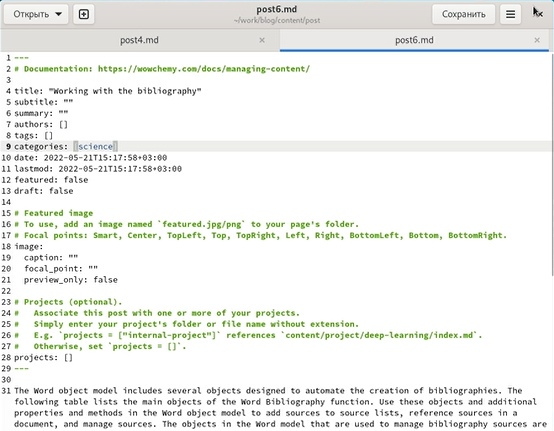 Открыть
post6.md
~/work/blog/content/post
Сохранить
post4.md
post6.md
1 ---
2 # Documentation: https://wowchemy.com/docs/managing-content/
3
4 title: "Working with the bibliography"
5 subtitle: ""
6 summary: ""
7 authors: []
8 tags: []
9 categories: [science]
10 date: 2022-05-21T15:17:58+03:00
11 lastmod: 2022-05-21T15:17:58+03:00
12 featured: false
13 draft: false
14
15 # Featured image
16 # To use, add an image named `featured.jpg/png` to your page's folder.
17 # Focal points: Smart, Center, TopLeft, Top, TopRight, Left, Right, BottomLeft, Bottom, BottomRight.
18 image:
19 caption: ""
20 focal_point: ""
21 preview_only: false
22
23 # Projects (optional).
24 # Associate this post with one or more of your projects.
25 # Simply enter your project's folder or file name without extension.
26 # E.g. `projects = ["internal-project"]` references `content/project/deep-learning/index.md`.
27 # Otherwise, set `projects = []`.
28 projects: []
29 ---
30
31 The Word object model includes several objects designed to automate the creation of bibliographies. The
following table lists the main objects of the Word Bibliography function. Use these objects and additional
properties and methods in the Word object model to add sources to source lists, reference sources in a
document, and manage sources. The objects in the Word model that are used to manage bibliography sources are